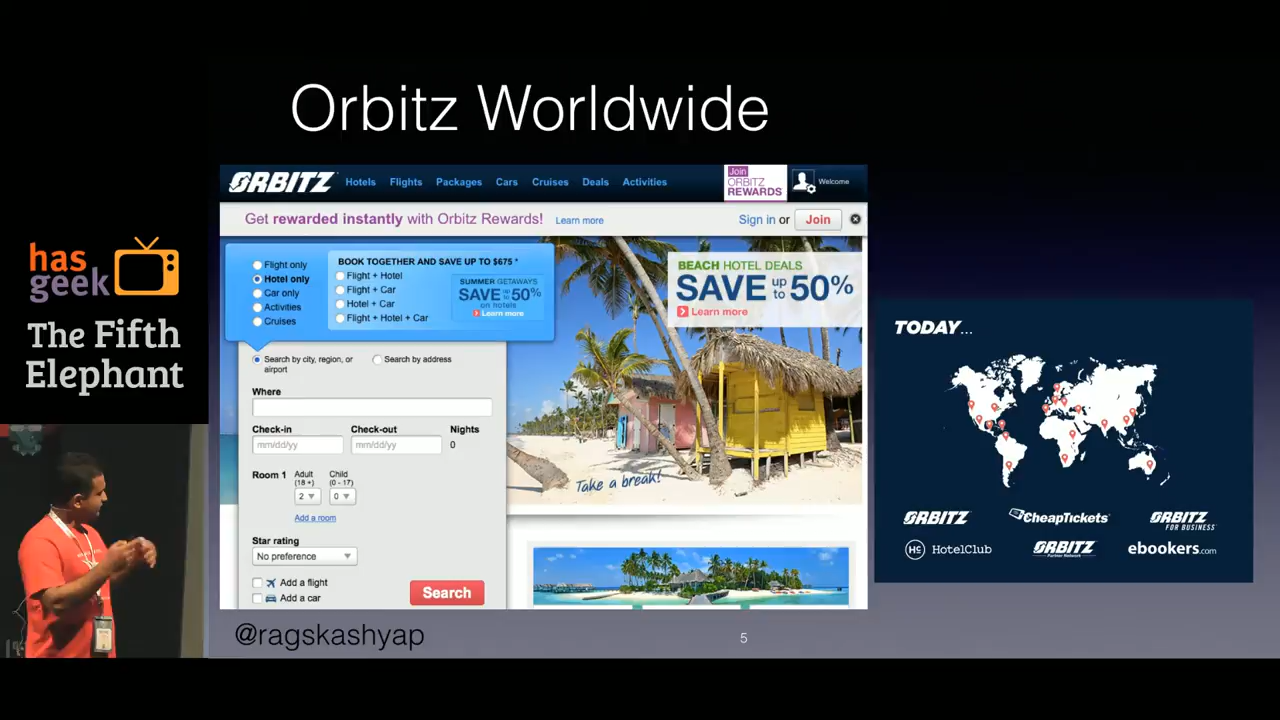 Orbitz Worldwide
has
geek
The Fifth
Elephant
ORBITZ
Hotels
Flights
Packages
Cars
Cruises
Deals
Activities
Join
ORBITZ
REWARDS
Welcome
Get rewarded instantly with Orbitz Rewards! Learn more
Sign in or Join
Flight only
Hotel only
Car only
Activities
Cruises
BOOK TOGETHER AND SAVE UP TO $675 *
Flight + Hotel
Flight + Car
Hotel + Car
Flight + Hotel + Car
SUMMER GETAWAYS
SAVE up to 50%
on hotels
Learn more
BEACH HOTEL DEALS
SAVE up to 50%
Learn more
Search by city, region, or
airport
Search by address
Where
Check-in
Check-out
Nights
mm/dd/yy
mm/dd/yy
0
Room 1
Adult
(18 +)
Child
(0 - 17)
2
0
Add a room
Star rating
No preference
Add a flight
Add a car
Search
Take a break!
TODAY...
ORBITZ
CheapTickets
ORBITZ
FOR BUSINESS
HC HotelClub
ORBITZ
Partner Network
ebookers.com
@ragskashyap
5